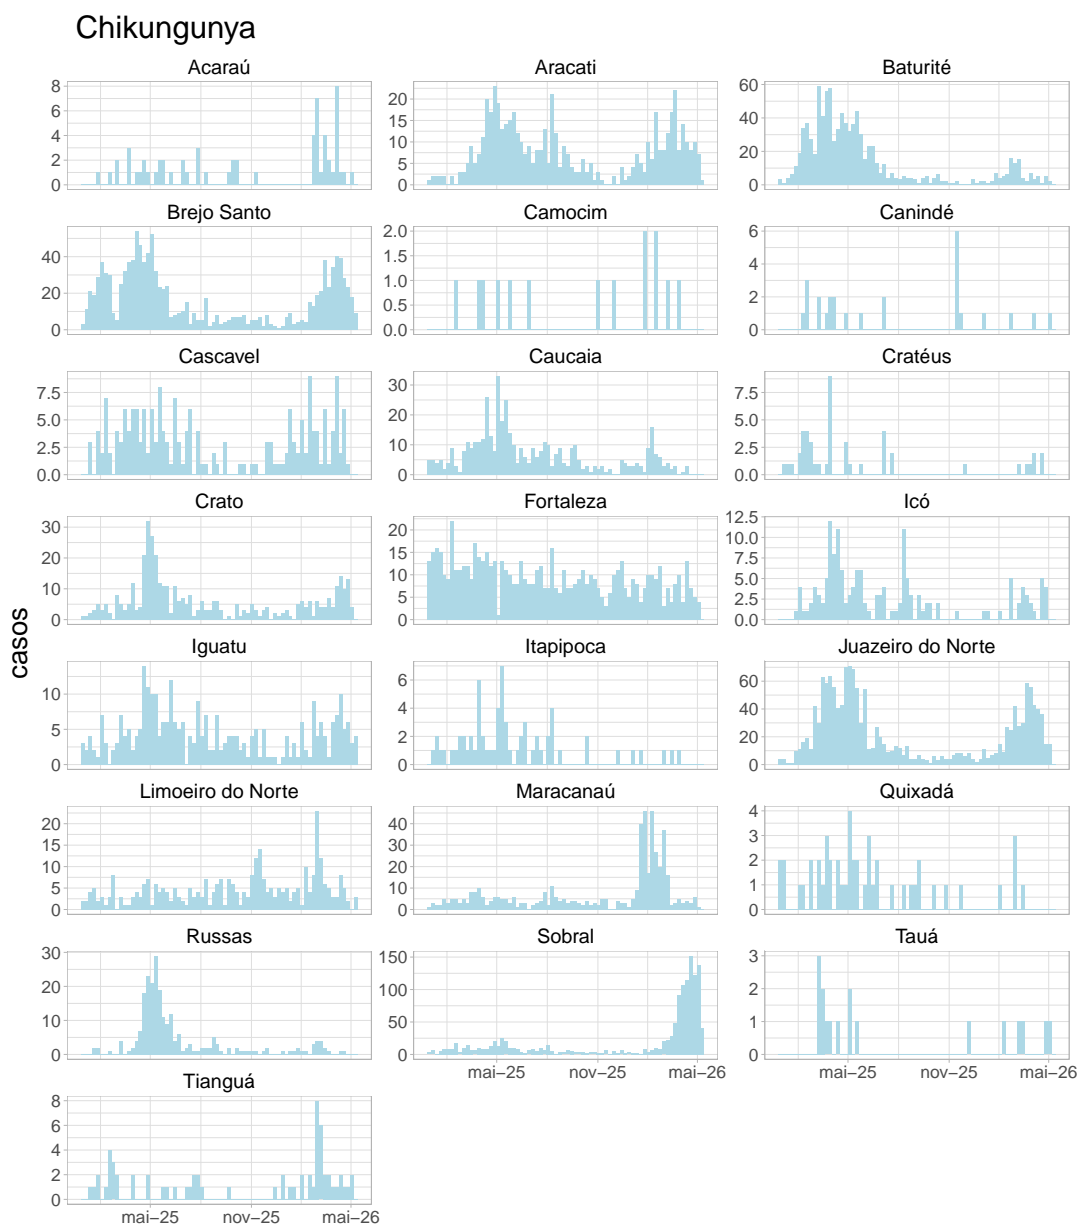 Chikungunya
Acaraú Aracati Baturité
8 6 4 2 0
20 15 10 5 0
60 40 20 0
Brejo Santo Camocim Canindé
40 20 0
2.0 1.5 1.0 0.5 0.0
6 4 2 0
Cascavel Caucaia Cratéus
7.5 5.0 2.5 0.0
30 20 10 0
7.5 5.0 2.5 0.0
Crato Fortaleza Icó
30 20 10 0
20 15 10 5 0
12.5 10.0 7.5 5.0 2.5 0.0
casos
Iguatu Itapipoca Juazeiro do Norte
10 5 0
6 4 2 0
60 40 20 0
Limoeiro do Norte Maracanaú Quixadá
20 15 10 5 0
40 30 20 10 0
4 3 2 1 0
Russas Sobral Tauá
30 20 10 0
150 100 50 0
3 2 1 0
mai–25 nov–25 mai–26
mai–25 nov–25 mai–26
Tianguá
8 6 4 2 0
mai–25 nov–25 mai–26